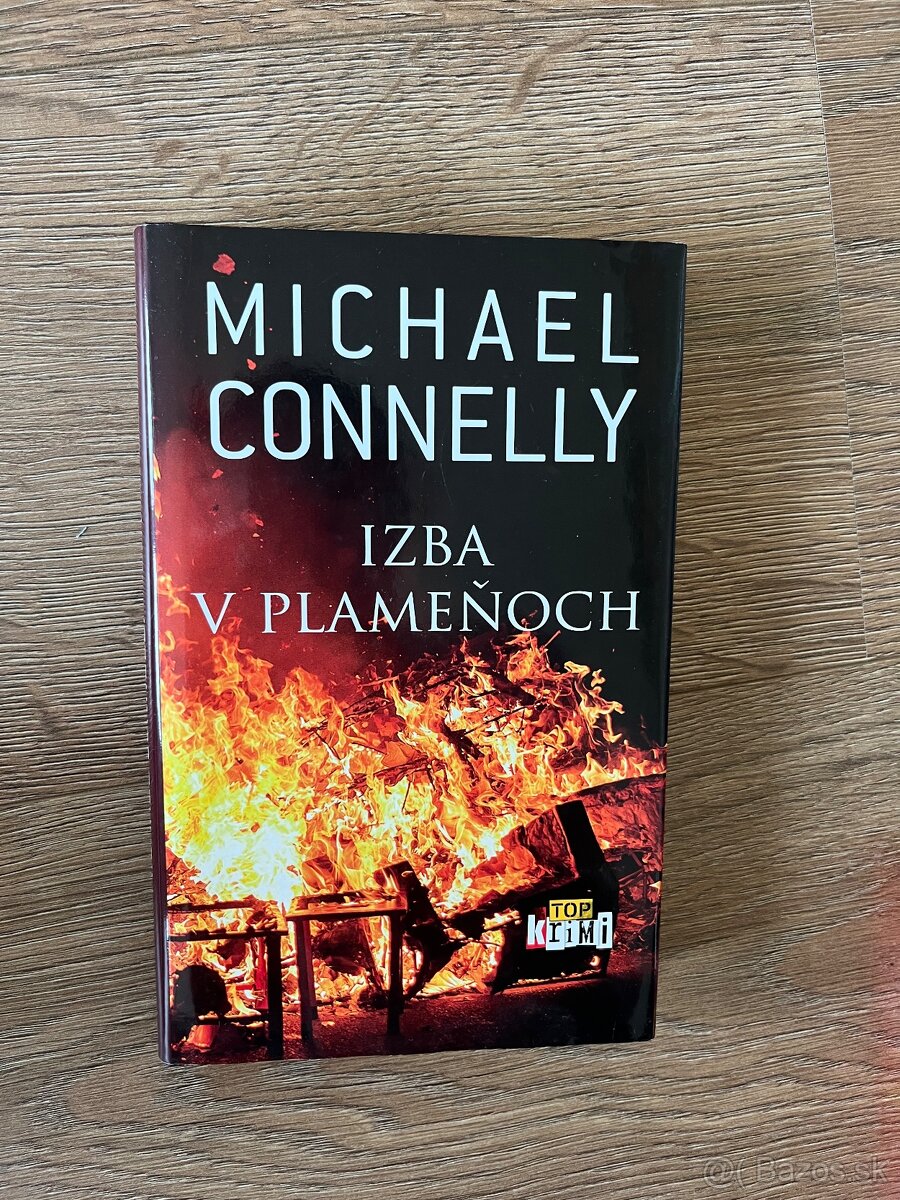 MICHAEL
CONNELLY
IZBA
V PLAMEŇOCH
TOP
KRiMi
@( Bazos.sk